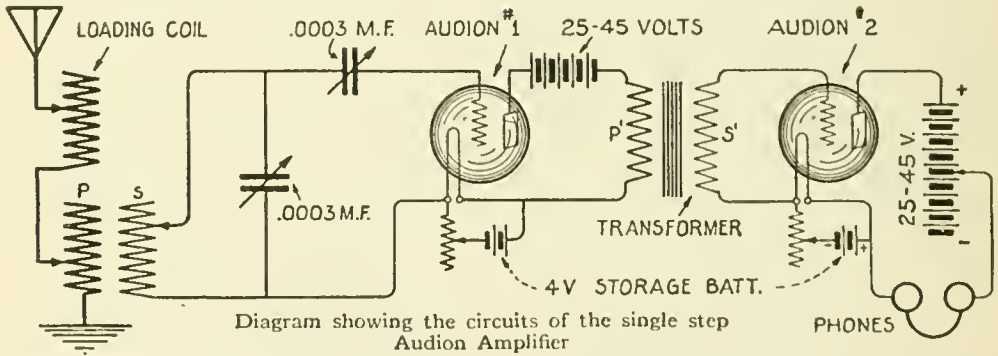 LOADING COIL
.0003 M.F.
AUDION #1
25-45 VOLTS
AUDION #2
+
P
S
.0003 M.F.
P'
S'
25-45 V.
-
TRANSFORMER
- +
4V STORAGE BATT.
PHONES
Diagram showing the circuits of the single step
Audion Amplifier